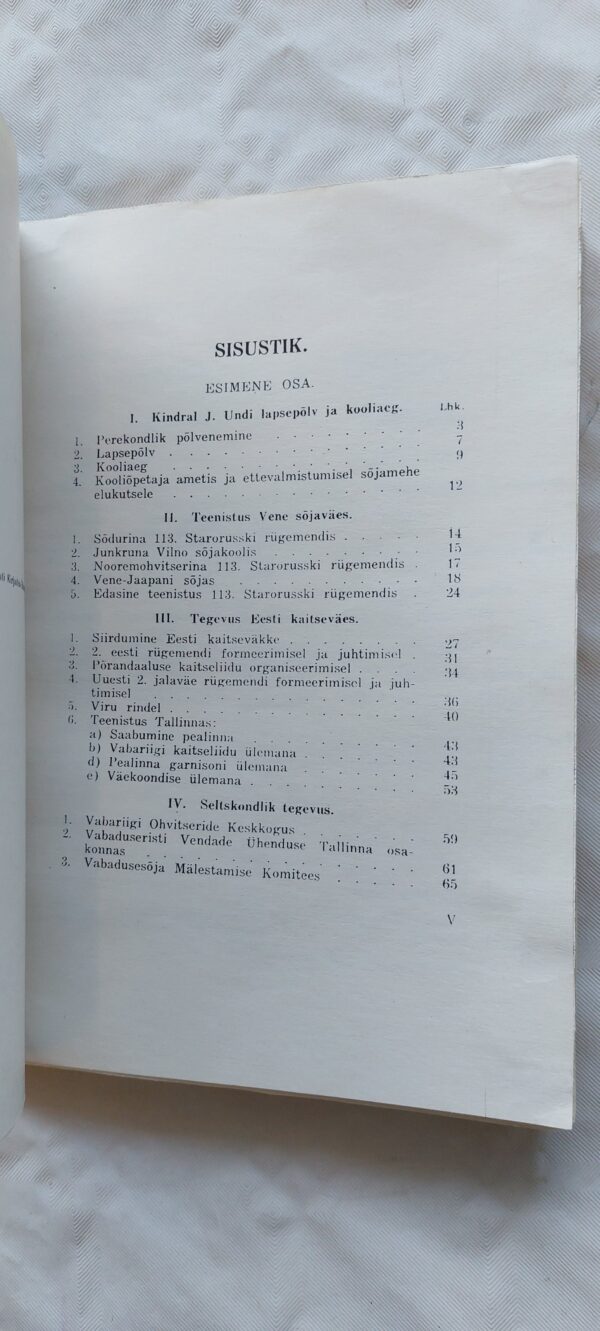 SISUSTIK.
ESIMENE OSA.
I. Kindral J. Undi lapsepõlv ja kooliaeg. Lhk.
1. Perekondlik põlvenemine . . . . . . . 3
2. Lapsepõlv . . . . . . . . . . . . 7
3. Kooliaeg . . . . . . . . . . . . 9
4. Kooliõpetaja ametis ja ettevalmistumisel sõjamehe
elukutsele . . . . . . . . . . . 12
II. Teenistus Vene sõjaväes.
1. Sõdurina 113. Starorusski rügemendis . . . . 14
2. Junkruna Vilno sõjakoolis . . . . . . . 15
3. Nooremohvitserina 113. Starorusski rügemendis . 17
4. Vene-Jaapani sõjas . . . . . . . . . 18
5. Edasine teenistus 113. Starorusski rügemendis . 24
III. Tegevus Eesti kaitseväes.
1. Siirdumine Eesti kaitseväkke . . . . . . . 27
2. 2. eesti rügemendi formeerimisel ja juhtimisel . 31
3. Põrandaaluse kaitseliidu organiseerimisel . . . . 34
4. Uuesti 2. jalaväe rügemendi formeerimisel ja juh-
timisel . . . . . . . . . . . . 36
5. Viru rindel . . . . . . . . . . . 40
6. Teenistus Tallinnas:
a) Saabumine pealinna . . . . . . . . 43
b) Vabariigi kaitseliidu ülemana . . . . . 43
d) Pealinna garnisoni ülemana . . . . . . 45
e) Väekoondise ülemana . . . . . . . . 53
IV. Seltskondlik tegevus.
1. Vabariigi Ohvitseride Keskkogus . . . . . . 59
2. Vabaduseristi Vendade Ühenduse Tallinna osa-
konnas . . . . . . . . . . . . 61
3. Vabadusesõja Mälestamise Komitees . . . . . 65
V